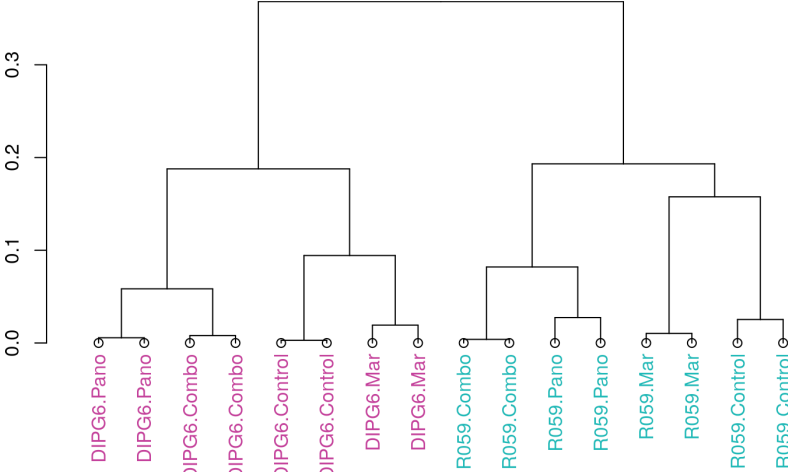 0.3
0.2
0.1
0.0
DIPG6.Pano
DIPG6.Pano
DIPG6.Combo
DIPG6.Combo
DIPG6.Control
DIPG6.Control
DIPG6.Mar
DIPG6.Mar
R059.Combo
R059.Combo
R059.Pano
R059.Pano
R059.Mar
R059.Mar
R059.Control
R059.Control